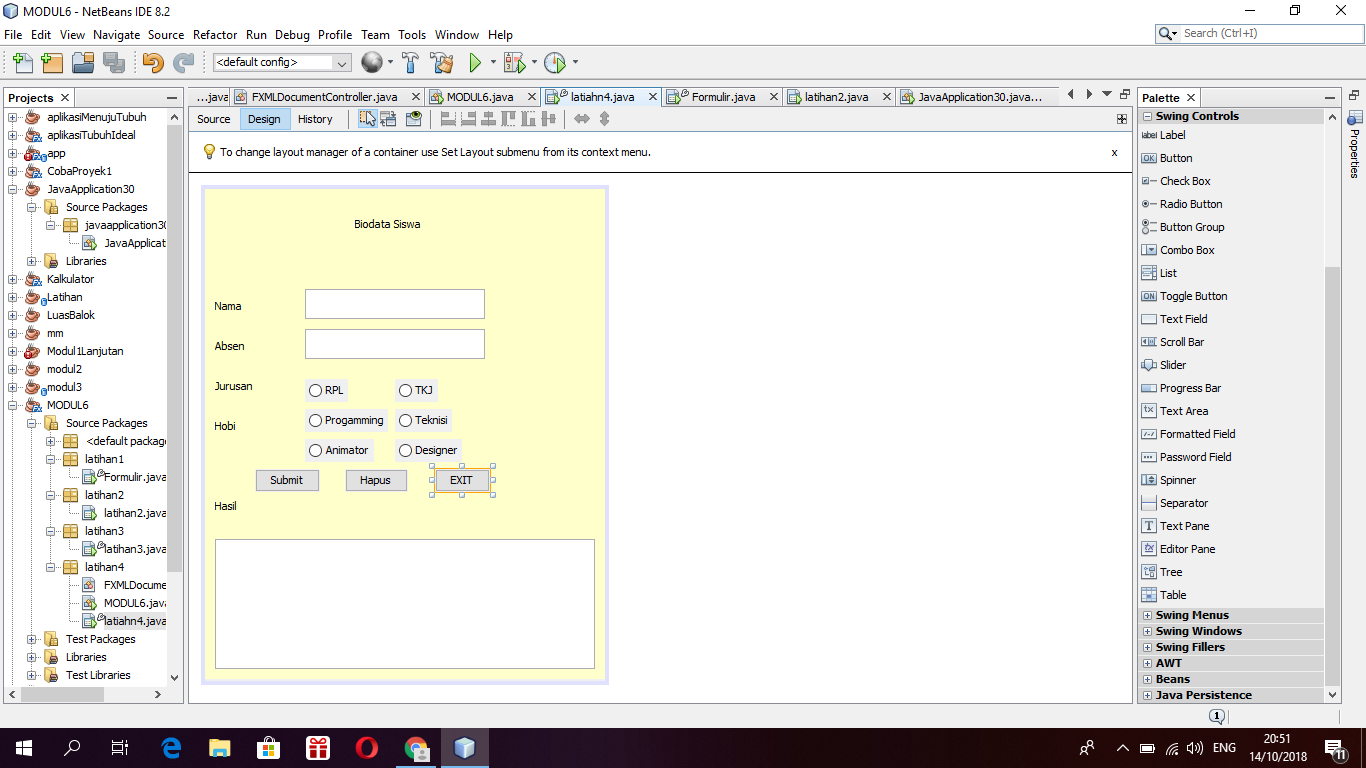 MODUL6 - NetBeans IDE 8.2
File Edit View Navigate Source Refactor Run Debug Profile Team Tools Window Help
Search (Ctrl+I)
<default config>
Projects
...java
FXMLDocumentController.java
MODUL6.java
latiahn4.java
Formulir.java
latihan2.java
JavaApplication30.java...
Palette
Source Design History
To change layout manager of a container use Set Layout submenu from its context menu.
x
aplikasiMenujuTubuh
aplikasiTubuhIdeal
app
CobaProyek1
JavaApplication30
Source Packages
javaapplication30
JavaApplicat
Libraries
Kalkulator
Latihan
LuasBalok
mm
Modul1Lanjutan
modul2
modul3
MODUL6
Source Packages
<default package
latihan1
Formulir.java
latihan2
latihan2.java
latihan3
latihan3.java
latihan4
FXMLDocume
MODUL6.java
latiahn4.java
Test Packages
Libraries
Test Libraries
Biodata Siswa
Nama
Absen
Jurusan
RPL TKJ
Hobi
Progamming Teknisi
Animator Designer
Submit Hapus EXIT
Hasil
Swing Controls
label Label
OK Button
Check Box
Radio Button
Button Group
Combo Box
List
ON Toggle Button
Text Field
Scroll Bar
Slider
Progress Bar
Text Area
Formatted Field
Password Field
Spinner
Separator
Text Pane
Editor Pane
Tree
Table
Swing Menus
Swing Windows
Swing Fillers
AWT
Beans
Java Persistence
Properties
1
ENG
20:51
14/10/2018
11